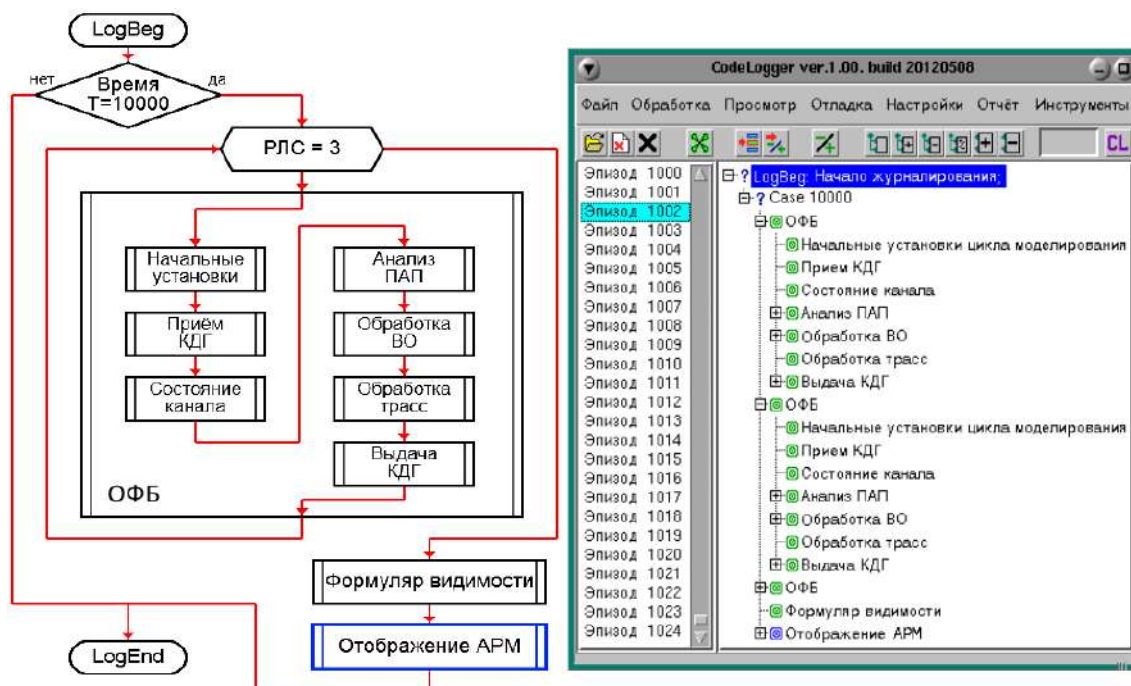 LogBeg
нет
да
Время
T=10000
РЛС = 3
Начальные
установки
Приём
КДГ
Состояние
канала
Анализ
ПАП
Обработка
ВО
Обработка
трасс
Выдача
КДГ
ОФБ
Формуляр видимости
Отображение АРМ
LogEnd
CodeLogger ver.1.00. build 20120508
Файл Обработка Просмотр Отладка Настройки Отчёт Инструменты
CL
Эпизод 1000
Эпизод 1001
Эпизод 1002
Эпизод 1003
Эпизод 1004
Эпизод 1005
Эпизод 1006
Эпизод 1007
Эпизод 1008
Эпизод 1009
Эпизод 1010
Эпизод 1011
Эпизод 1012
Эпизод 1013
Эпизод 1014
Эпизод 1015
Эпизод 1016
Эпизод 1017
Эпизод 1018
Эпизод 1019
Эпизод 1020
Эпизод 1021
Эпизод 1022
Эпизод 1023
Эпизод 1024
? LogBeg: Начало журналирования;
? Case 10000
ОФБ
Начальные установки цикла моделирования
Прием КДГ
Состояние канала
Анализ ПАП
Обработка ВО
Обработка трасс
Выдача КДГ
ОФБ
Начальные установки цикла моделирования
Прием КДГ
Состояние канала
Анализ ПАП
Обработка ВО
Обработка трасс
Выдача КДГ
ОФБ
Формуляр видимости
Отображение АРМ